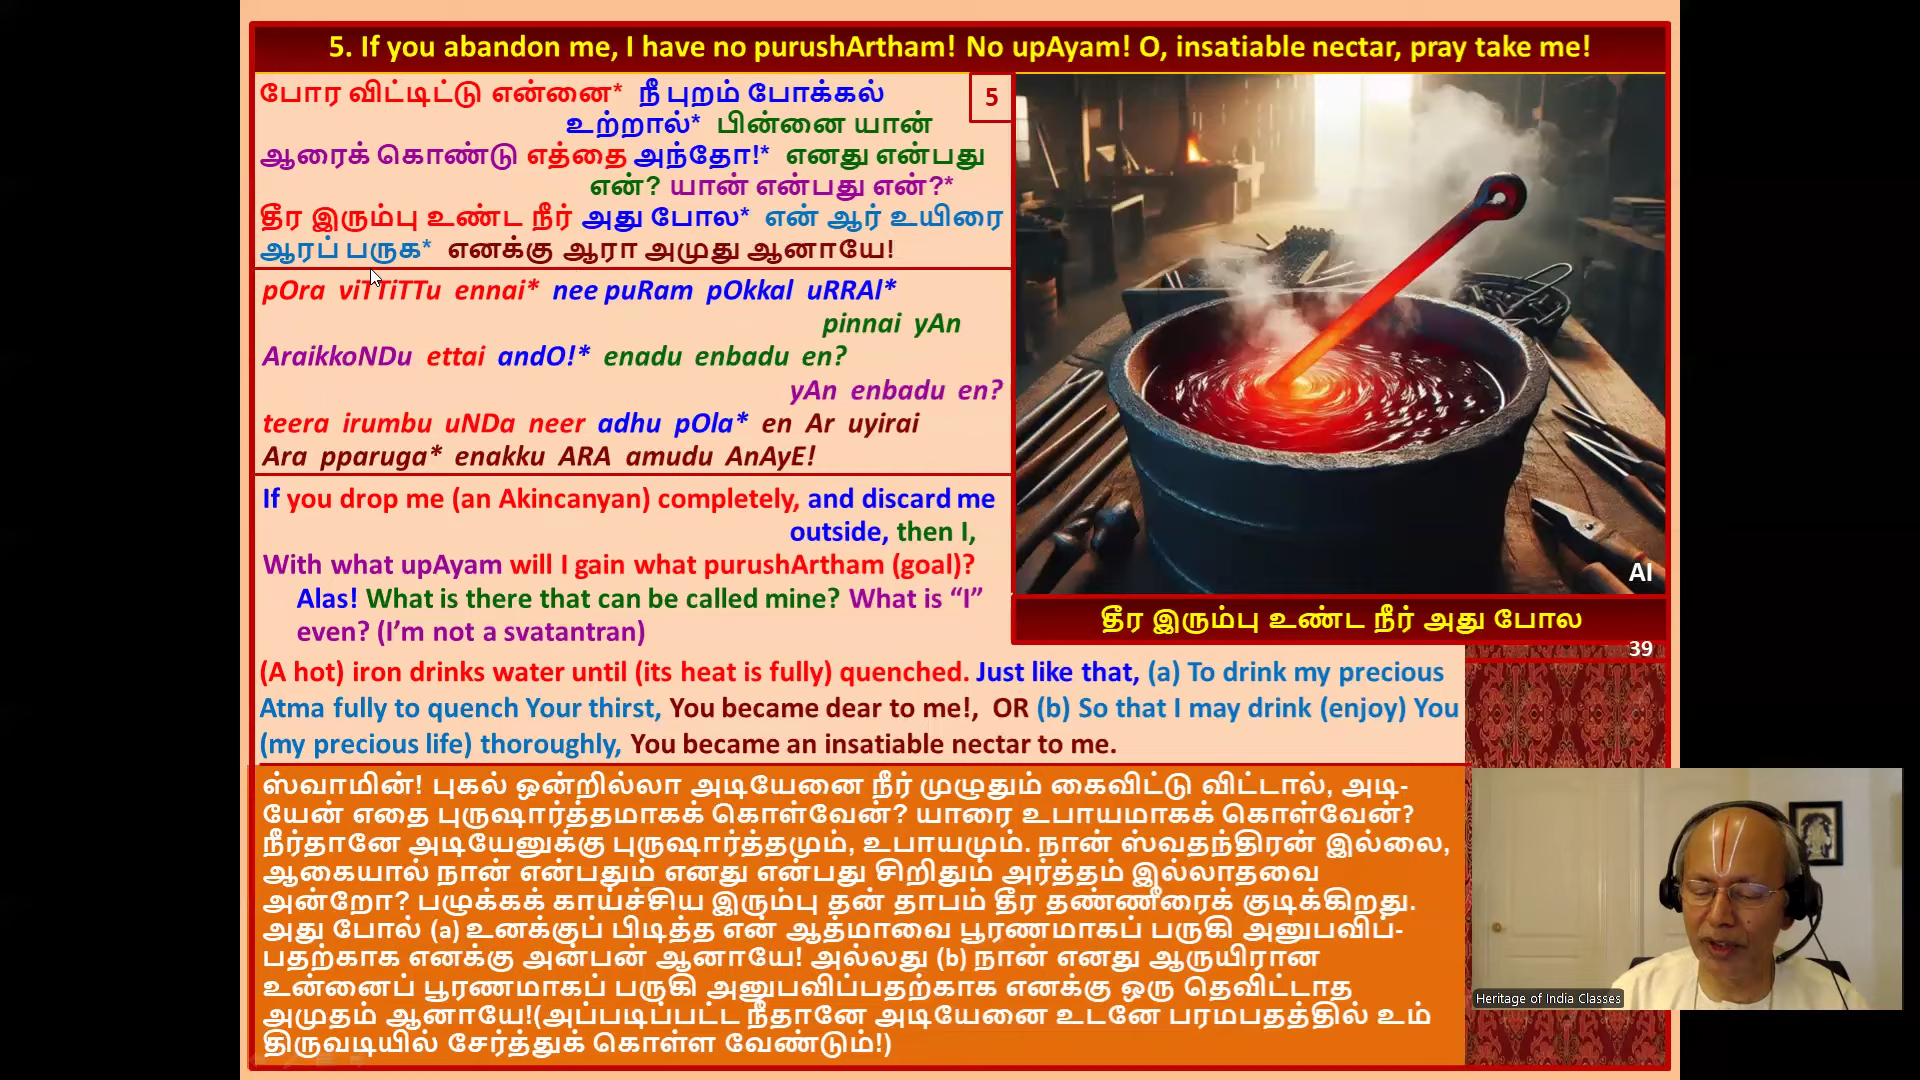 5. If you abandon me, I have no purushArtham! No upAyam! O, insatiable nectar, pray take me!
போர விட்டிட்டு என்னை* நீ புறம் போக்கல்
உற்றால்* பின்னை யான்
ஆரைக் கொண்டு எத்தை அந்தோ!* எனது என்பது
என்? யான் என்பது என்?*
தீர இரும்பு உண்ட நீர் அது போல* என் ஆர் உயிரை
ஆரப் பருக* எனக்கு ஆரா அமுது ஆனாயே!
5
pOra viTTiTTu ennai* nee puRam pOkkal uRRAl*
pinnai yAn
AraikkoNDu ettai andO!* enadu enbadu en?
yAn enbadu en?
teera irumbu uNDa neer adhu pOla* en Ar uyirai
Ara pparuga* enakku ARA amudu AnAyE!
If you drop me (an Akincanyan) completely, and discard me
outside, then I,
With what upAyam will I gain what purushArtham (goal)?
Alas! What is there that can be called mine? What is “I”
even? (I’m not a svatantran)
AI
தீர இரும்பு உண்ட நீர் அது போல
39
(A hot) iron drinks water until (its heat is fully) quenched. Just like that, (a) To drink my precious
Atma fully to quench Your thirst, You became dear to me!, OR (b) So that I may drink (enjoy) You
(my precious life) thoroughly, You became an insatiable nectar to me.
ஸ்வாமின்! புகல் ஒன்றில்லா அடியேனை நீர் முழுதும் கைவிட்டு விட்டால், அடி-
யேன் எதை புருஷார்த்தமாகக் கொள்வேன்? யாரை உபாயமாகக் கொள்வேன்?
நீர்தானே அடியேனுக்கு புருஷார்த்தமும், உபாயமும். நான் ஸ்வதந்திரன் இல்லை,
ஆகையால் நான் என்பதும் எனது என்பது சிறிதும் அர்த்தம் இல்லாதவை
அன்றோ? பழுக்கக் காய்ச்சிய இரும்பு தன் தாபம் தீர தண்ணீரைக் குடிக்கிறது.
அது போல் (a) உனக்குப் பிடித்த என் ஆத்மாவை பூரணமாகப் பருகி அனுபவிப்-
பதற்காக எனக்கு அன்பன் ஆனாயே! அல்லது (b) நான் எனது ஆருயிரான
உன்னைப் பூரணமாகப் பருகி அனுபவிப்பதற்காக எனக்கு ஒரு தெவிட்டாத
அமுதம் ஆனாயே!(அப்படிப்பட்ட நீதானே அடியேனை உடனே பரமபதத்தில் உம்
திருவடியில் சேர்த்துக் கொள்ள வேண்டும்!)
Heritage of India Classes